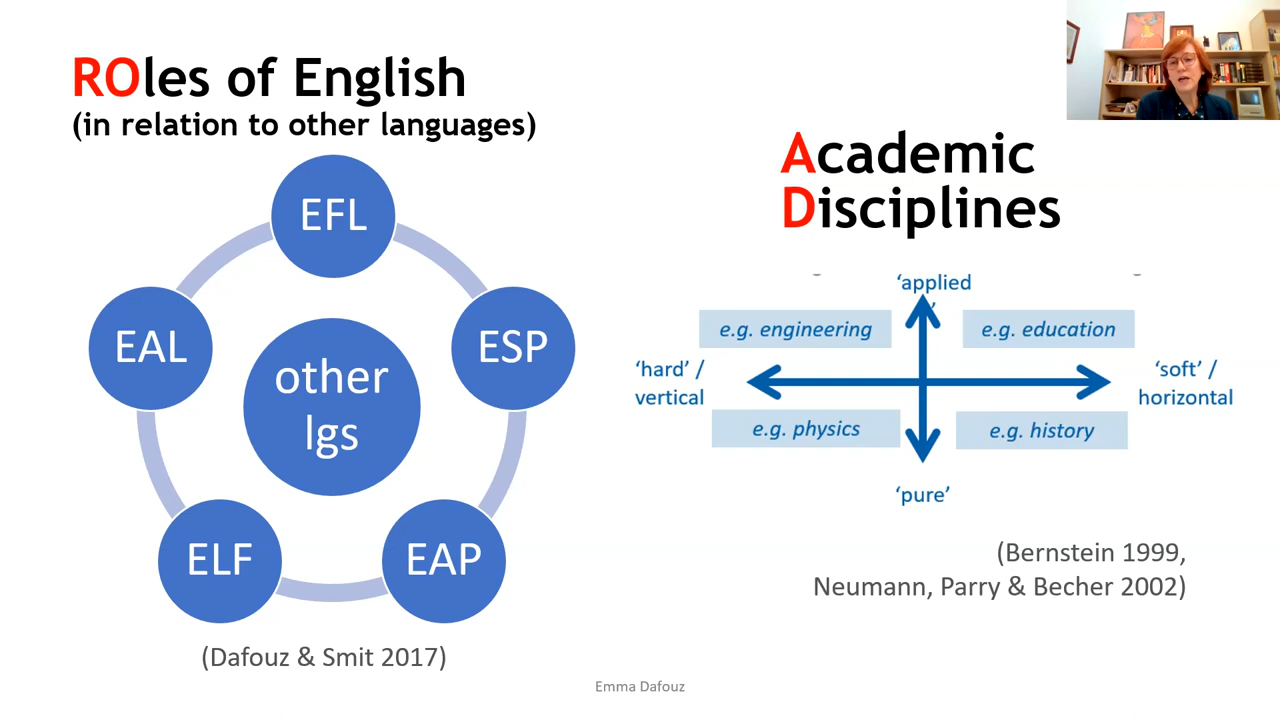 ROles of English
(in relation to other languages)
EFL
EAL
ESP
other
lgs
ELF
EAP
(Dafouz & Smit 2017)
Academic
Disciplines
‘applied
’
e.g. engineering
e.g. education
‘hard’ /
vertical
‘soft’ /
horizontal
e.g. physics
e.g. history
‘pure’
(Bernstein 1999,
Neumann, Parry & Becher 2002)
Emma Dafouz